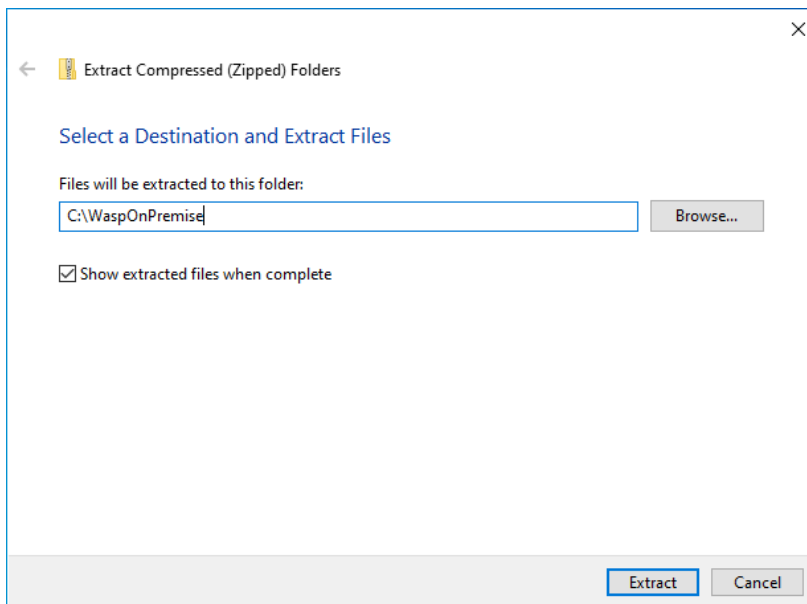 Extract Compressed (Zipped) Folders
Select a Destination and Extract Files
Files will be extracted to this folder:
C:\WaspOnPremise
Browse...
Show extracted files when complete
Extract
Cancel